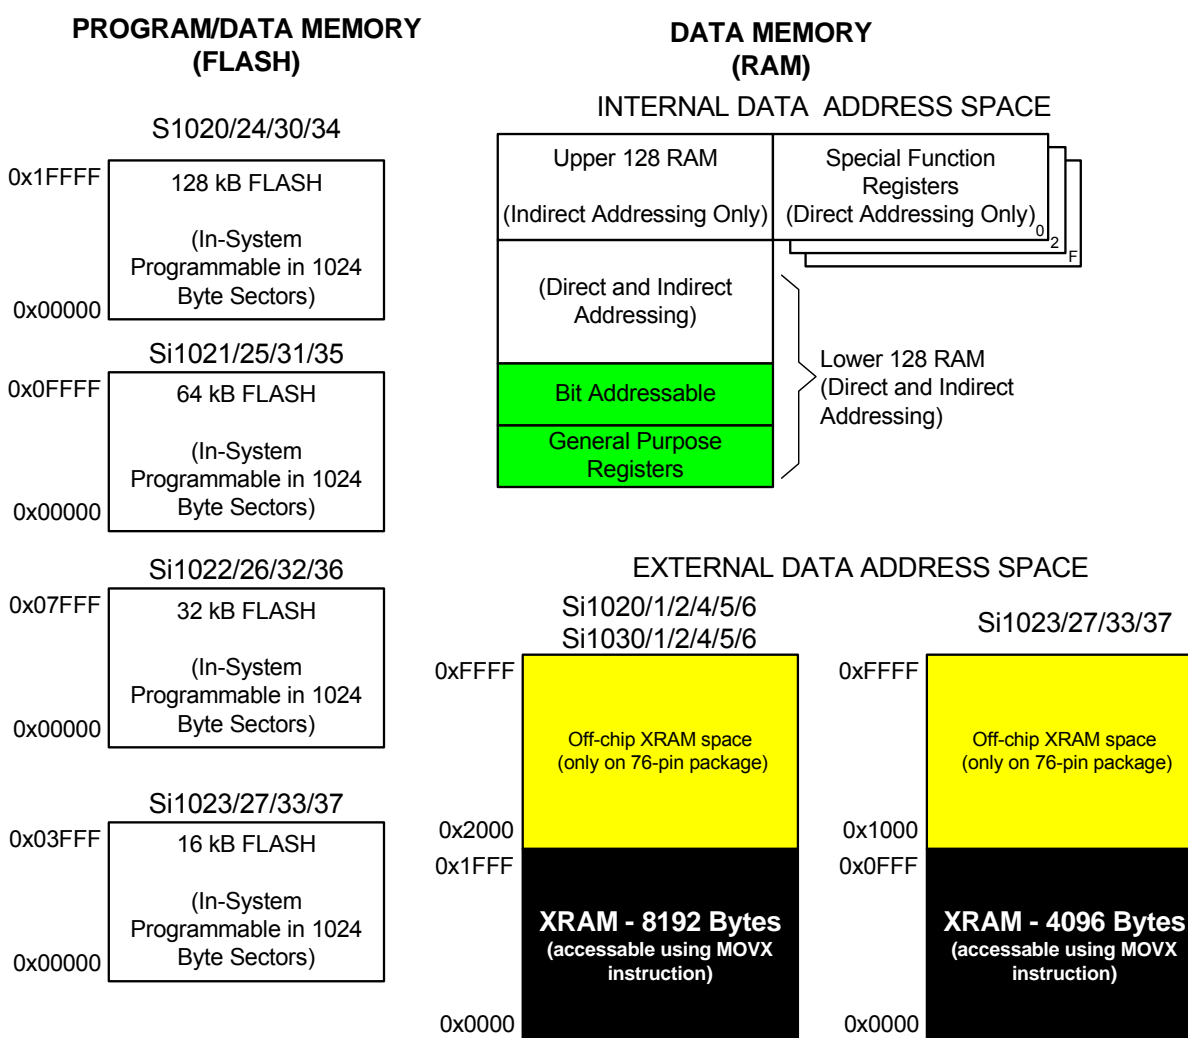 PROGRAM/DATA MEMORY
(FLASH)
S1020/24/30/34
0x1FFFF
128 kB FLASH
(In-System
Programmable in 1024
Byte Sectors)
0x00000
Si1021/25/31/35
0x0FFFF
64 kB FLASH
(In-System
Programmable in 1024
Byte Sectors)
0x00000
Si1022/26/32/36
0x07FFF
32 kB FLASH
(In-System
Programmable in 1024
Byte Sectors)
0x00000
Si1023/27/33/37
0x03FFF
16 kB FLASH
(In-System
Programmable in 1024
Byte Sectors)
0x00000
DATA MEMORY
(RAM)
INTERNAL DATA ADDRESS SPACE
Upper 128 RAM
(Indirect Addressing Only)
Special Function
Registers
(Direct Addressing Only)
0
2
F
(Direct and Indirect
Addressing)
Bit Addressable
General Purpose
Registers
Lower 128 RAM
(Direct and Indirect
Addressing)
EXTERNAL DATA ADDRESS SPACE
Si1020/1/2/4/5/6
Si1030/1/2/4/5/6
0xFFFF
Off-chip XRAM space
(only on 76-pin package)
0x2000
0x1FFF
XRAM - 8192 Bytes
(accessable using MOVX
instruction)
0x0000
Si1023/27/33/37
0xFFFF
Off-chip XRAM space
(only on 76-pin package)
0x1000
0x0FFF
XRAM - 4096 Bytes
(accessable using MOVX
instruction)
0x0000